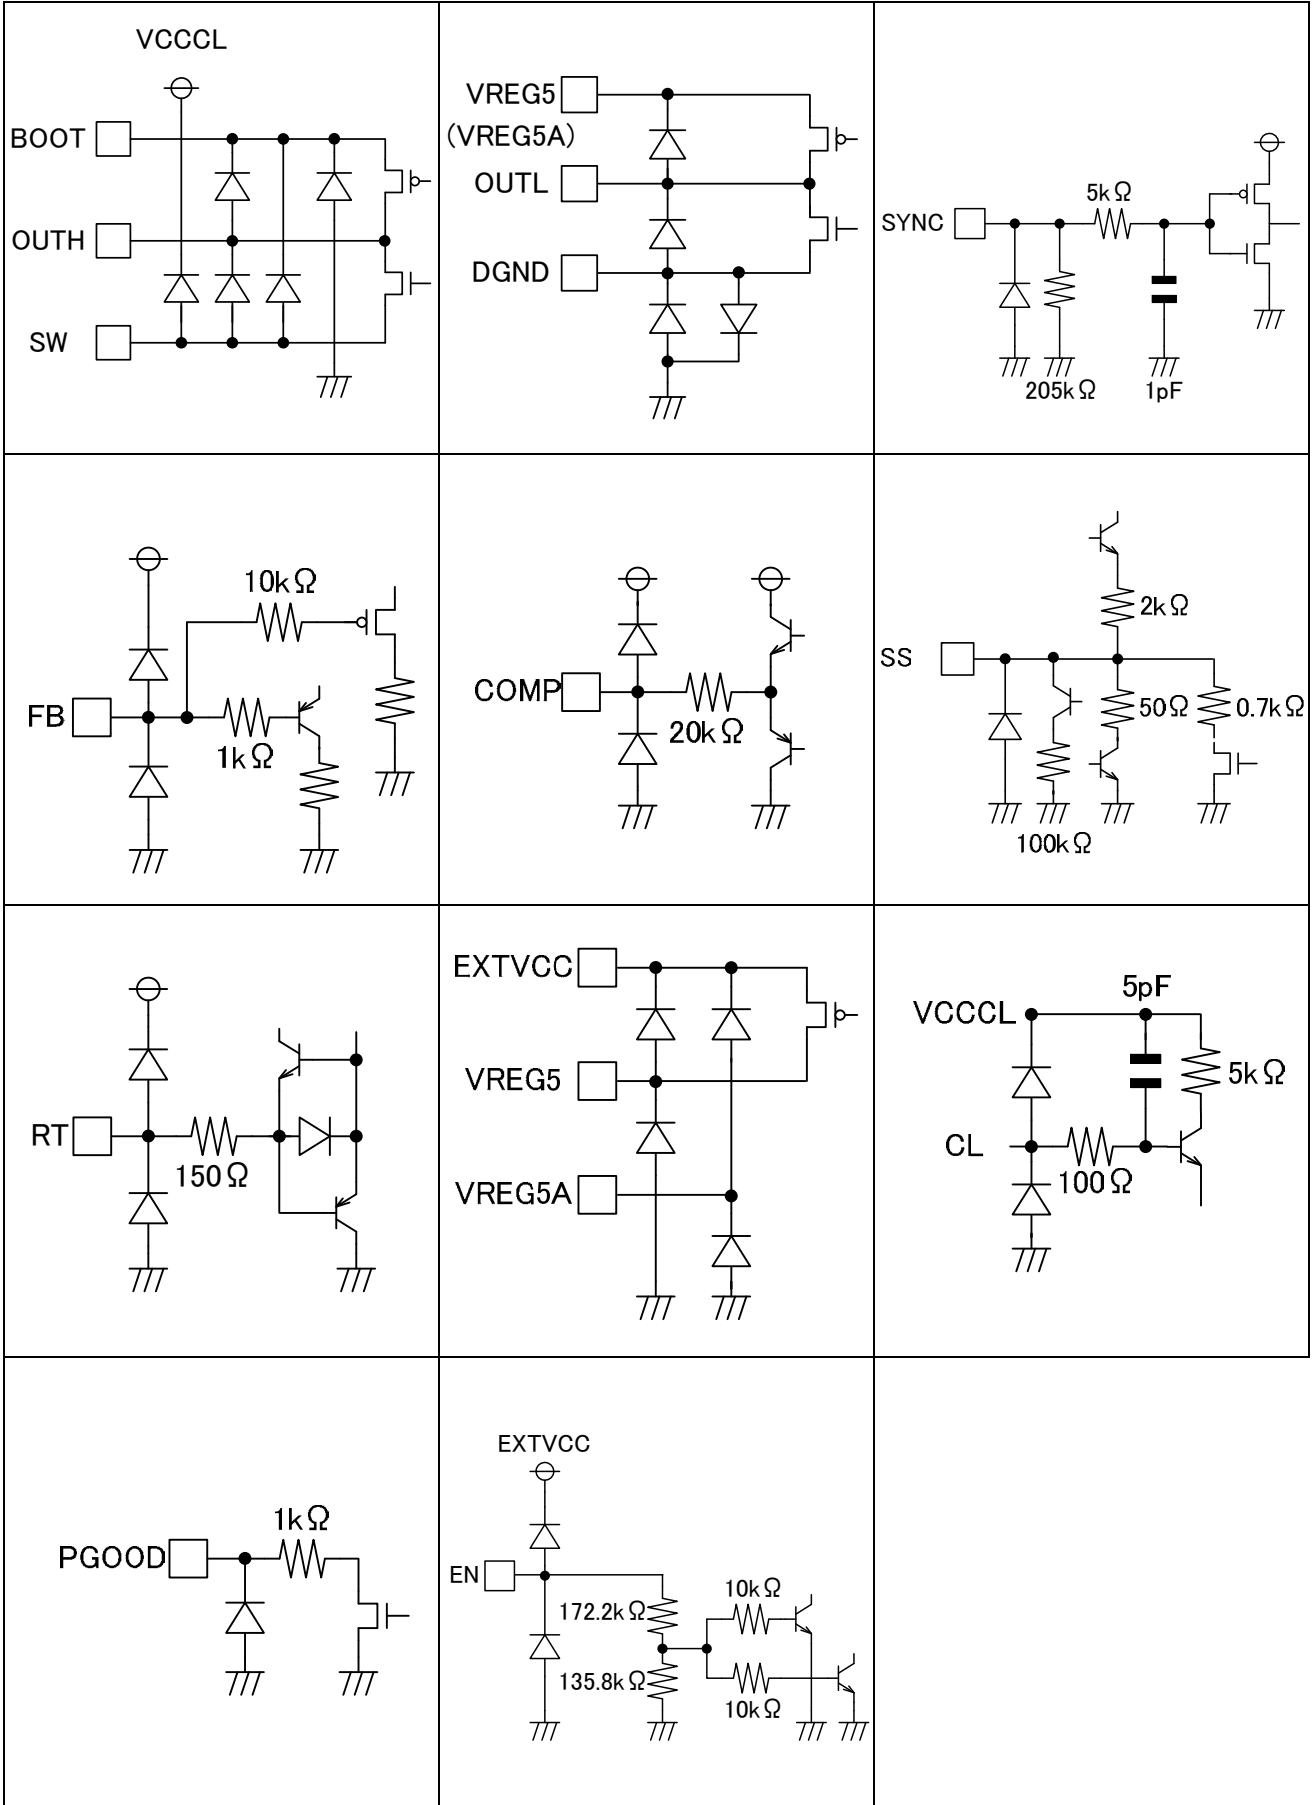 VCCCL
BOOT
OUTH
SW
VREG5
(VREG5A)
OUTL
DGND
5kΩ
SYNC
205kΩ
1pF
10kΩ
FB
1kΩ
COMP
20kΩ
2kΩ
SS
50Ω
0.7kΩ
100kΩ
RT
150Ω
EXTVCC
VREG5
VREG5A
5pF
VCCCL
5kΩ
CL
100Ω
1kΩ
PGOOD
EXTVCC
EN
10kΩ
172.2kΩ
135.8kΩ
10kΩ